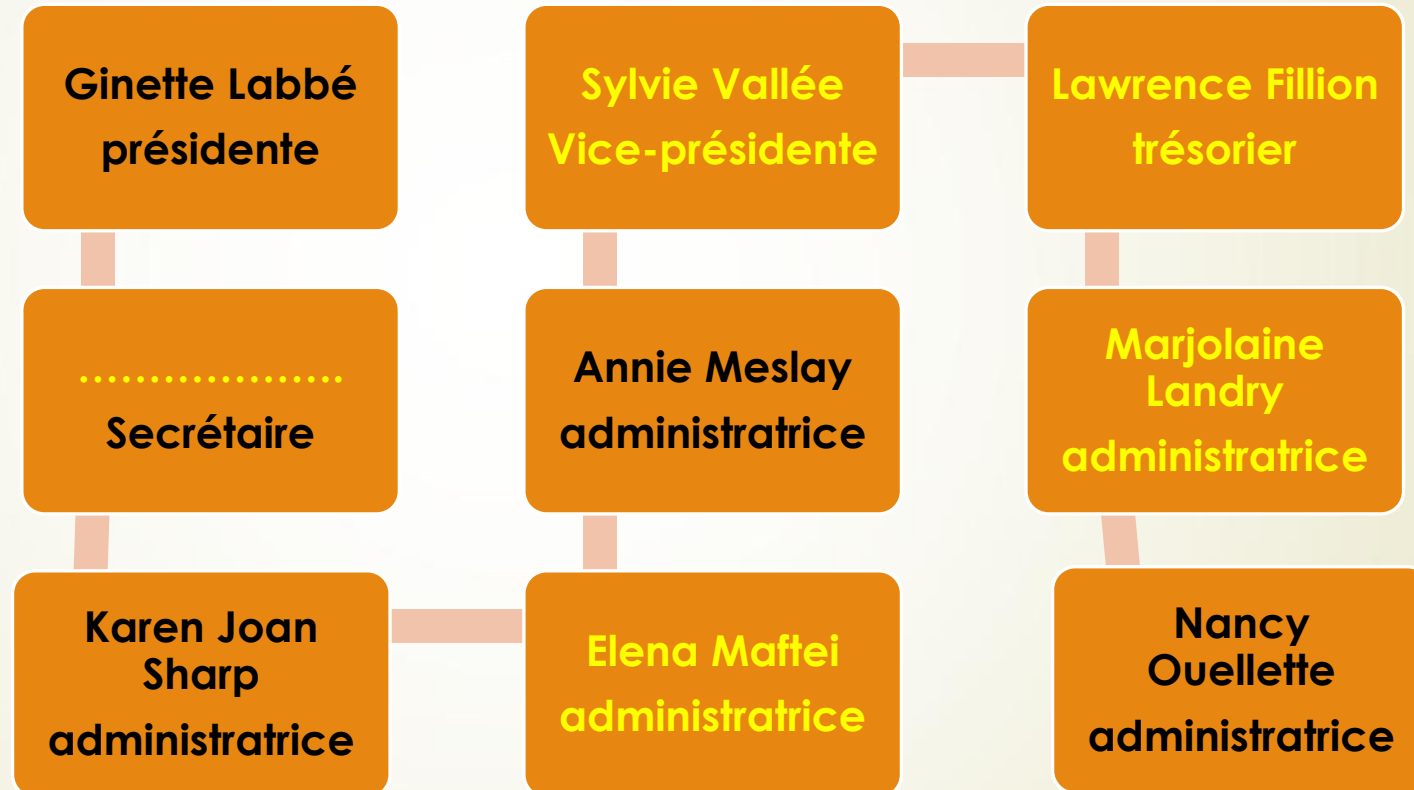 Ginette Labbé
présidente
...................
Secrétaire
Karen Joan
Sharp
administratrice
Elena Maftei
administratrice
Annie Meslay
administratrice
Sylvie Vallée
Vice-présidente
Lawrence Fillion
trésorier
Marjolaine
Landry
administratrice
Nancy
Ouellette
administratrice